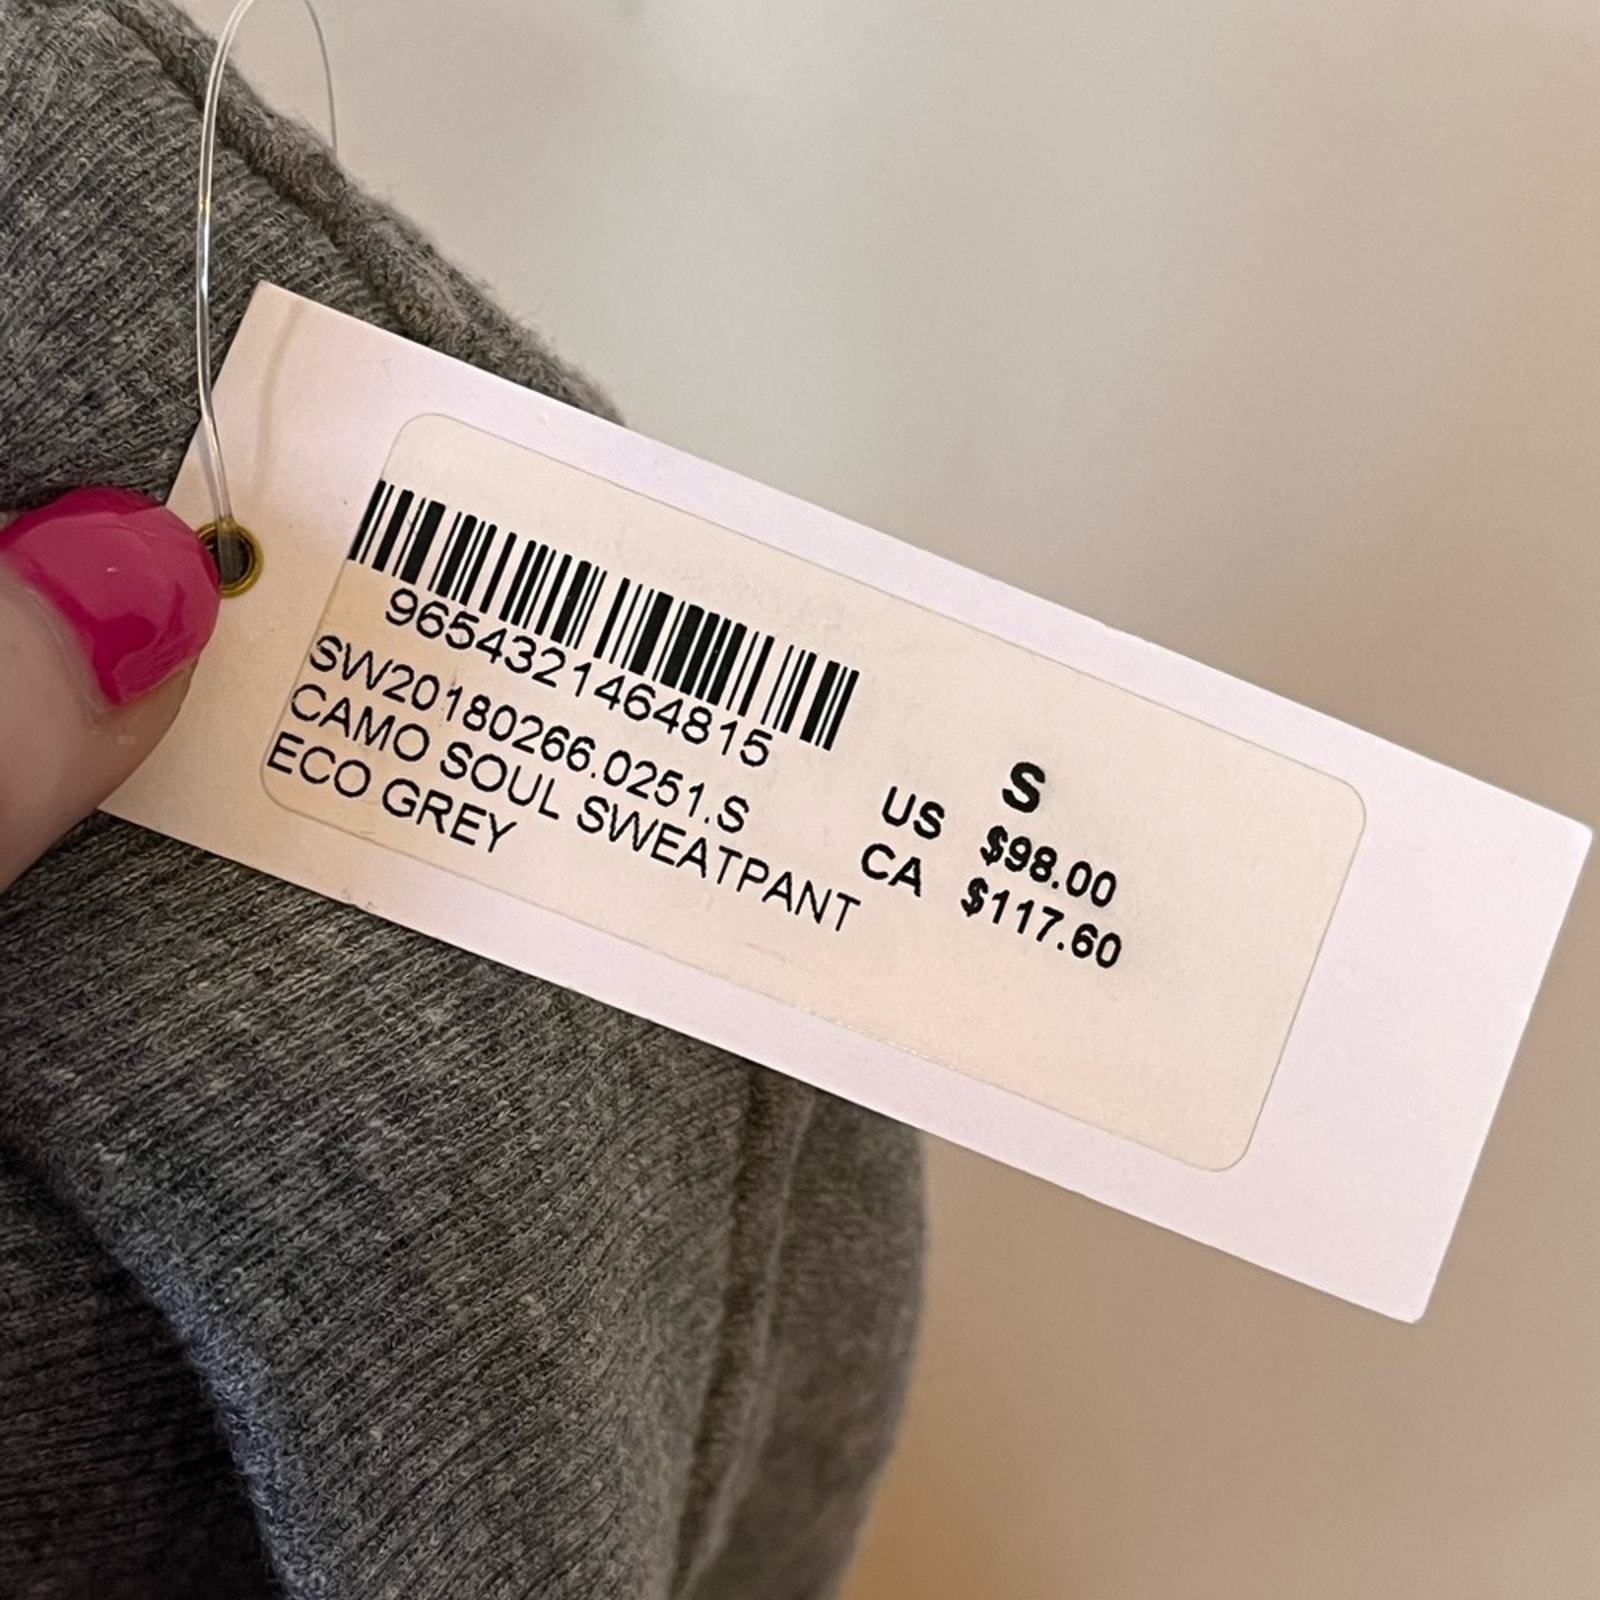 9654321464815
SW20180266.0251.S
CAMO SOUL SWEATPANT
ECO GREY
S
US $98.00
CA $117.60